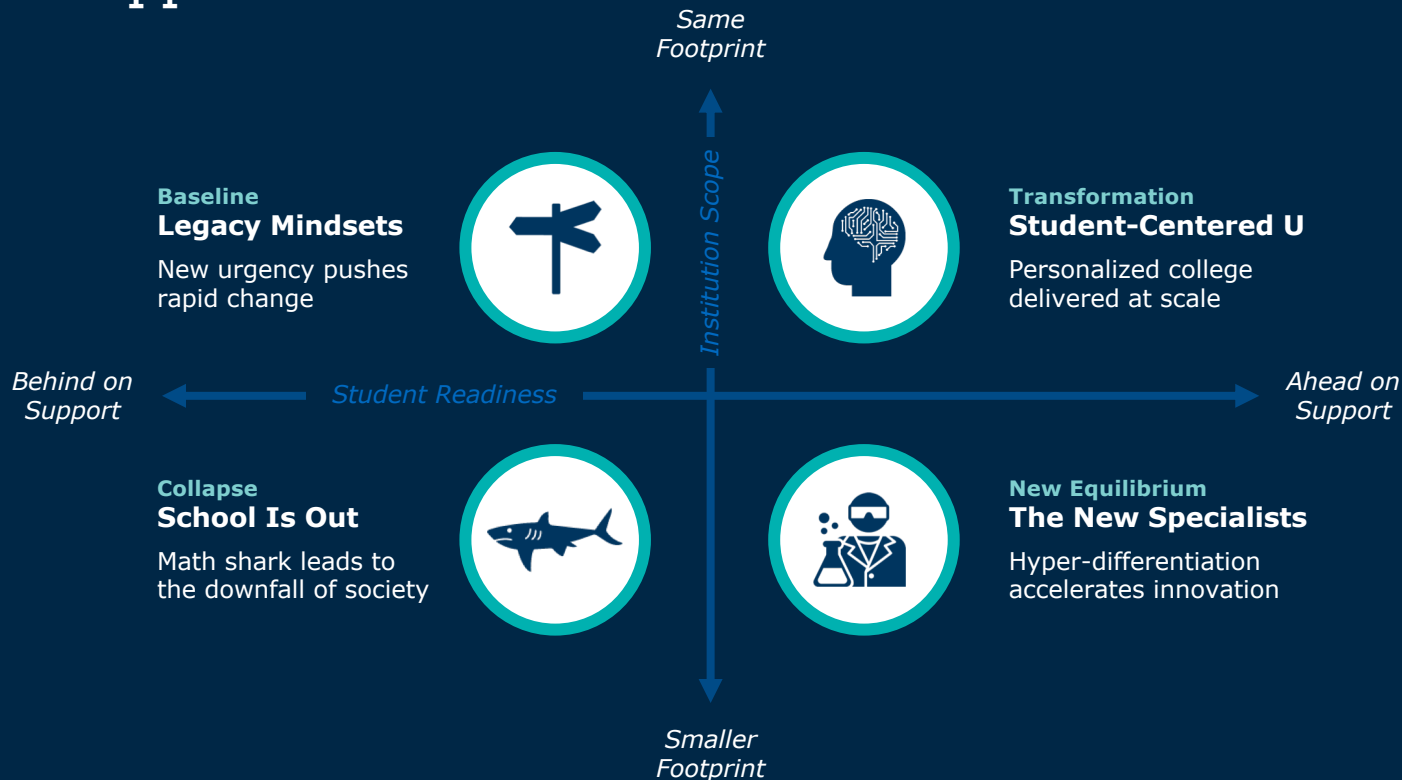 Same
Footprint
Institution Scope
Baseline
Legacy Mindsets
New urgency pushes
rapid change
Transformation
Student-Centered U
Personalized college
delivered at scale
Behind on
Support
Student Readiness
Ahead on
Support
Collapse
School Is Out
Math shark leads to
the downfall of society
New Equilibrium
The New Specialists
Hyper-differentiation
accelerates innovation
Smaller
Footprint